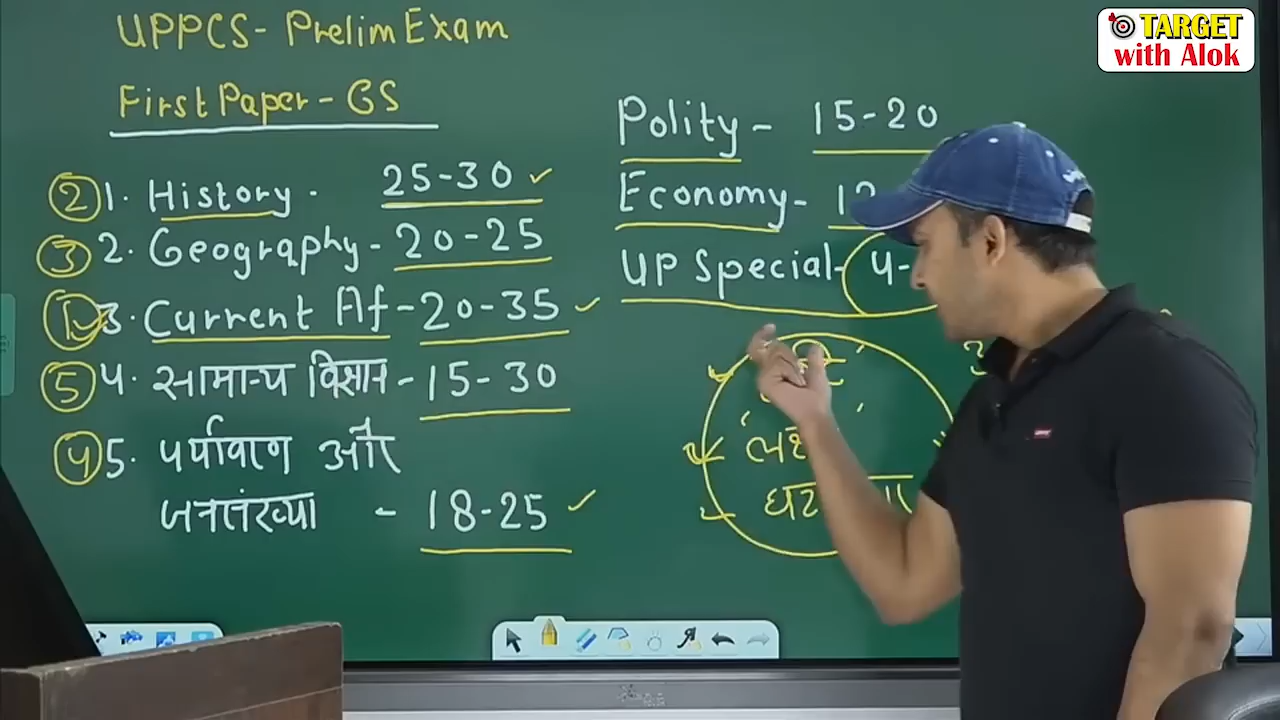 TARGET
with Alok
UPPCS - Prelim Exam
First Paper - GS
② 1. History - 25-30 ✓
③ 2. Geography - 20-25
① 3. Current Af - 20-35 ✓
⑤ 4. सामान्य विज्ञान - 15-30
④ 5. पर्यावरण और
जनसंख्या - 18-25 ✓
Polity - 15-20
Economy -
UP Special -